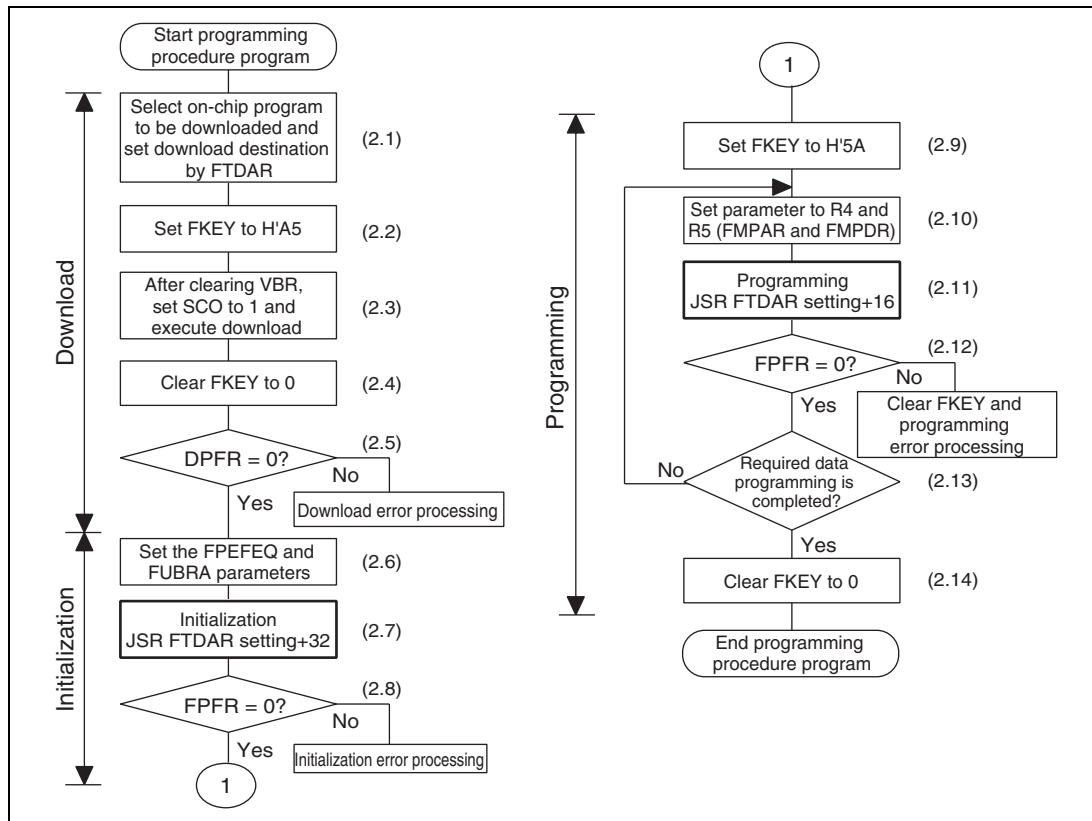 Start programming
procedure program
Download
Select on-chip program
to be downloaded and
set download destination
by FTDAR
(2.1)
Set FKEY to H'A5
(2.2)
After clearing VBR,
set SCO to 1 and
execute download
(2.3)
Clear FKEY to 0
(2.4)
DPFR = 0?
(2.5)
No
Yes
Download error processing
Initialization
Set the FPEFEQ and
FUBRA parameters
(2.6)
Initialization
JSR FTDAR setting+32
(2.7)
FPFR = 0?
(2.8)
No
Yes
Initialization error processing
1
1
Programming
Set FKEY to H'5A
(2.9)
Set parameter to R4 and
R5 (FMPAR and FMPDR)
(2.10)
Programming
JSR FTDAR setting+16
(2.11)
FPFR = 0?
(2.12)
No
Yes
Clear FKEY and
programming
error processing
No
Required data
programming is
completed?
(2.13)
Yes
Clear FKEY to 0
(2.14)
End programming
procedure program